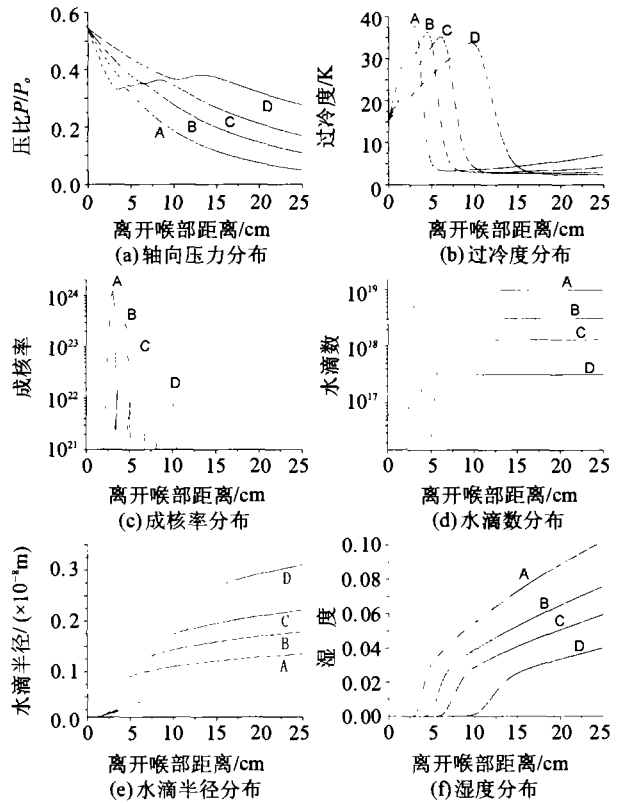 压比P/P₀
0.6
0.4
0.2
0.0
A
B
C
D
0 5 10 15 20 25
离开喉部距离/cm
(a)轴向压力分布
过冷度/K
40
30
20
10
0
A B C D
0 5 10 15 20 25
离开喉部距离/cm
(b)过冷度分布
成核率
10²⁴
10²³
10²²
10²¹
A
B
C
D
0 5 10 15 20 25
离开喉部距离/cm
(c)成核率分布
水滴数
10¹⁹
10¹⁸
10¹⁷
A
B
C
D
0 5 10 15 20 25
离开喉部距离/cm
(d)水滴数分布
水滴半径/(×10⁻⁸m)
0.3
0.2
0.1
0.0
D
C
B
A
0 5 10 15 20 25
离开喉部距离/cm
(e)水滴半径分布
湿度
0.10
0.08
0.06
0.04
0.02
0.00
A
B
C
D
0 5 10 15 20 25
离开喉部距离/cm
(f)湿度分布